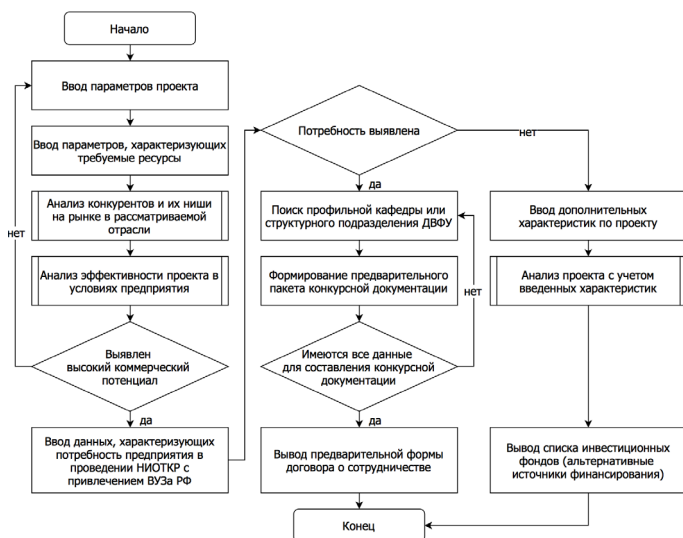 Начало
Ввод параметров проекта
Ввод параметров, характеризующих
требуемые ресурсы
Анализ конкурентов и их ниши
на рынке в рассматриваемой
отрасли
нет
Анализ эффективности проекта в
условиях предприятия
Выявлен
высокий коммерческий
потенциал
да
Ввод данных, характеризующих
потребность предприятия в
проведении НИОТКР с
привлечением ВУЗа РФ
Потребность выявлена
нет
да
Поиск профильной кафедры или
структурного подразделения ДВФУ
Формирование предварительного
пакета конкурсной документации
нет
Имеются все данные
для составления конкурсной
документации
да
Вывод предварительной формы
договора о сотрудничестве
Ввод дополнительных
характеристик по проекту
Анализ проекта с учетом
введенных характеристик
Вывод списка инвестиционных
фондов (альтернативные
источники финансирования)
Конец